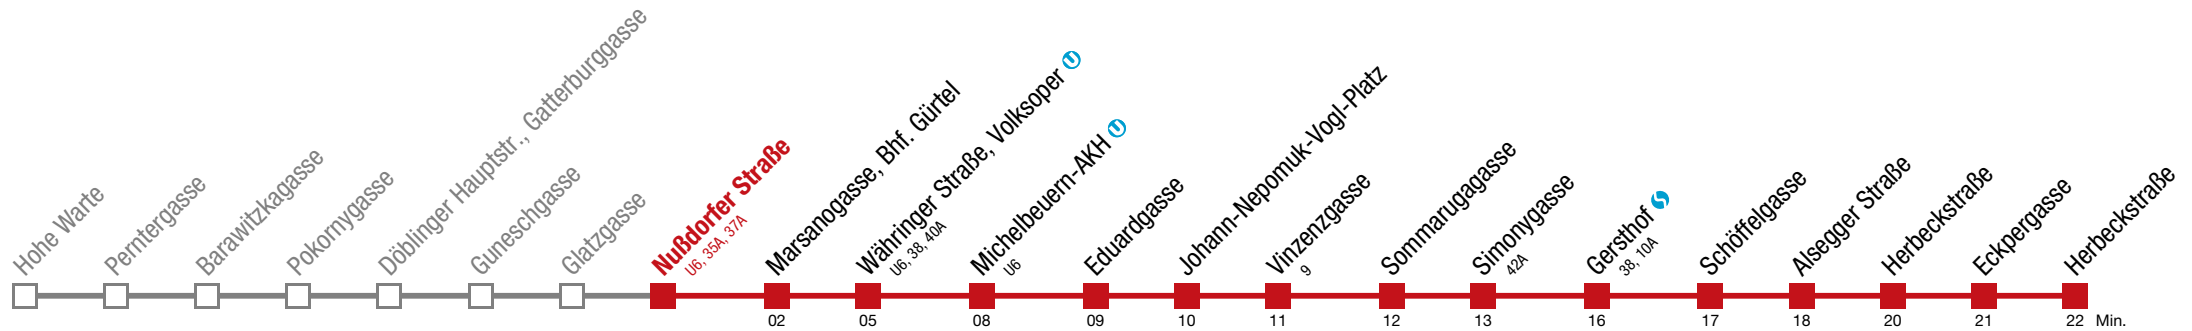 Hohe Warte
Perntergasse
Barawitzkagasse
Pokornygasse
Döblinger Hauptstr., Gatterburggasse
Guneschgasse
Glatzgasse
Nußdorfer Straße
U6, 35A, 37A
Marsanogasse, Bhf. Gürtel
Währinger Straße, Volksoper U
U6, 38, 40A
Michelbeuern-AKH U
U6
Eduardgasse
Johann-Nepomuk-Vogl-Platz
Vinzenzgasse
9
Sommarugagasse
Simonygasse
42A
Gersthof S
38, 10A
Schöffelgasse
Alsegger Straße
Herbeckstraße
Eckpergasse
Herbeckstraße
02 05 08 09 10 11 12 13 16 17 18 20 21 22 Min.